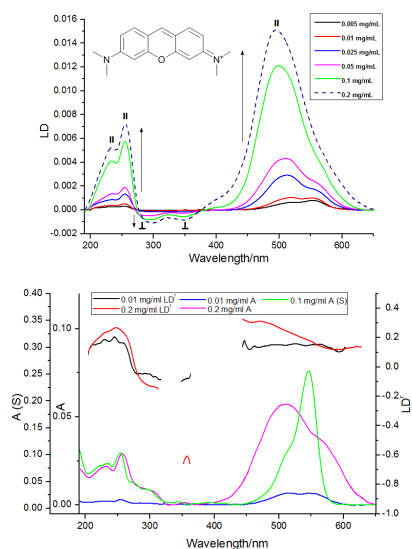 0.016
0.014
0.012
0.010
0.008
0.006
0.004
0.002
0.000
-0.002
LD
N
O
N+
II
II
II
⊥
⊥
0.005 mg/mL
0.01 mg/mL
0.025 mg/mL
0.05 mg/mL
0.1 mg/mL
0.2 mg/mL
200
300
400
500
600
Wavelength/nm
0.01 mg/ml LDr
0.01 mg/ml A
0.1 mg/ml A (S)
0.2 mg/ml LDr
0.2 mg/ml A
0.40
0.35
0.30
0.25
0.20
0.15
0.10
0.05
0.00
A (S)
0.10
0.05
0.00
A
0.4
0.2
0.0
-0.2
-0.4
-0.6
-0.8
-1.0
LDr
200
300
400
500
600
Wavelength/nm